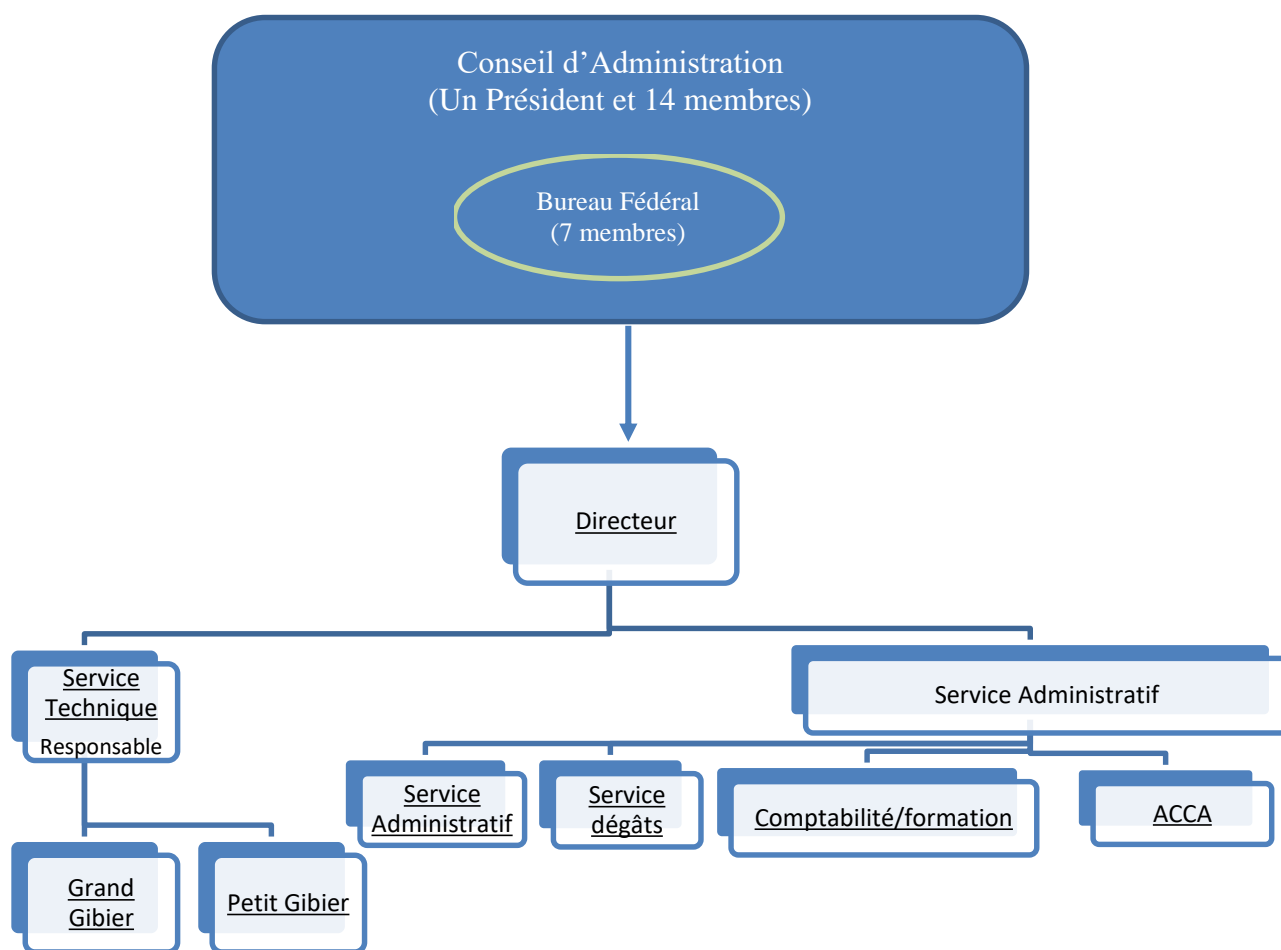 Conseil d’Administration
(Un Président et 14 membres)
Bureau Fédéral
(7 membres)
Directeur
Service
Technique
Responsable
Service Administratif
Service
Administratif
Service
dégâts
Comptabilité/formation
ACCA
Grand
Gibier
Petit Gibier